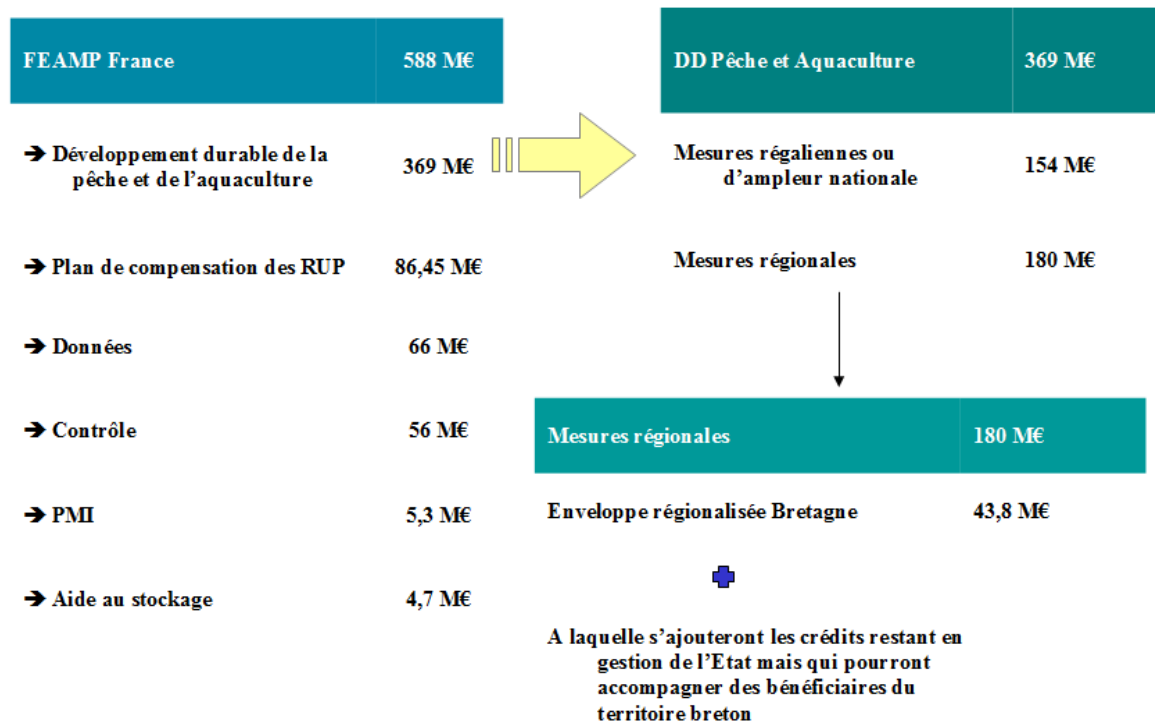 FEAMP France 588 M€
➔ Développement durable de la
pêche et de l'aquaculture 369 M€
➔ Plan de compensation des RUP 86,45 M€
➔ Données 66 M€
➔ Contrôle 56 M€
➔ PMI 5,3 M€
➔ Aide au stockage 4,7 M€
DD Pêche et Aquaculture 369 M€
Mesures régaliennes ou
d'ampleur nationale 154 M€
Mesures régionales 180 M€
Mesures régionales 180 M€
Enveloppe régionalisée Bretagne 43,8 M€
A laquelle s'ajouteront les crédits restant en
gestion de l'Etat mais qui pourront
accompagner des bénéficiaires du
territoire breton